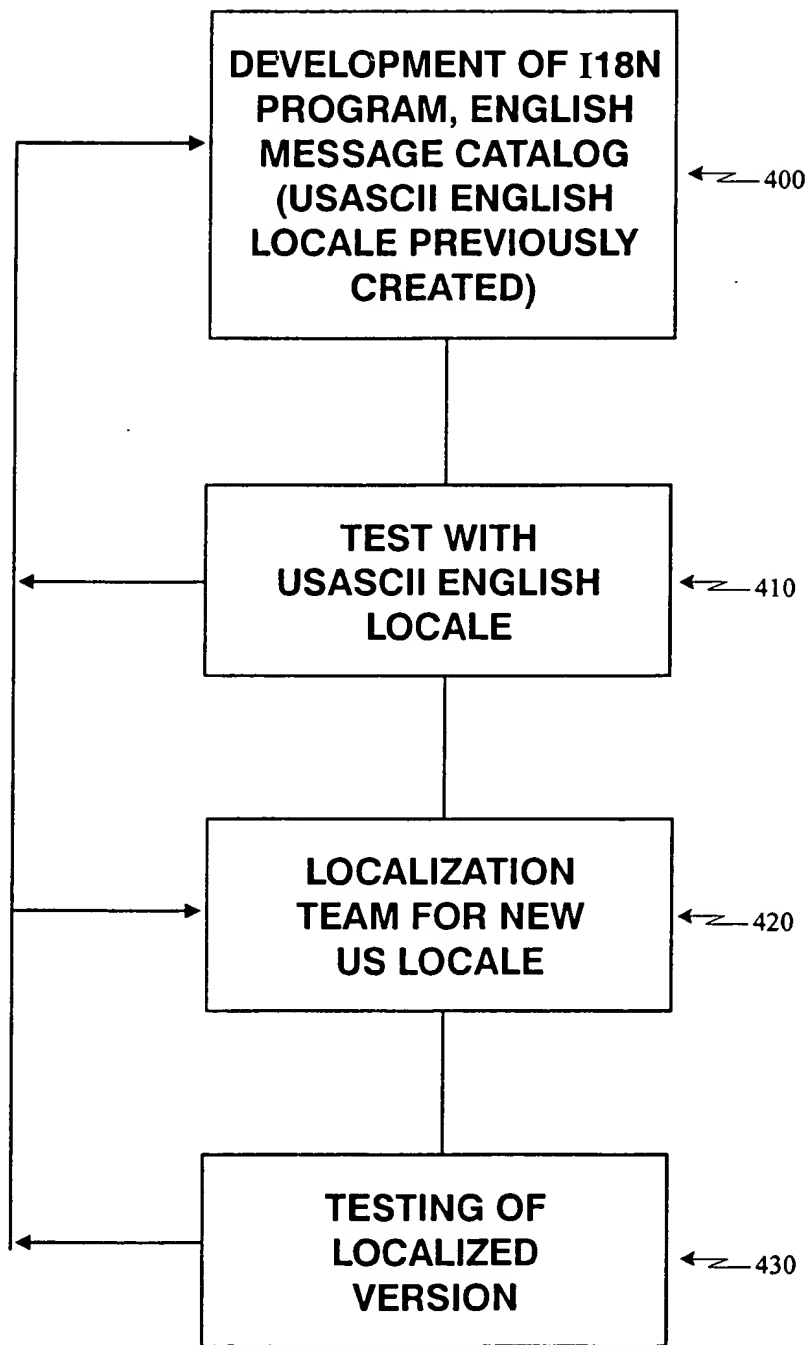 DEVELOPMENT OF I18N
PROGRAM, ENGLISH
MESSAGE CATALOG
(USASCII ENGLISH
LOCALE PREVIOUSLY
CREATED)
400
TEST WITH
USASCII ENGLISH
LOCALE
410
LOCALIZATION
TEAM FOR NEW
US LOCALE
420
TESTING OF
LOCALIZED
VERSION
430